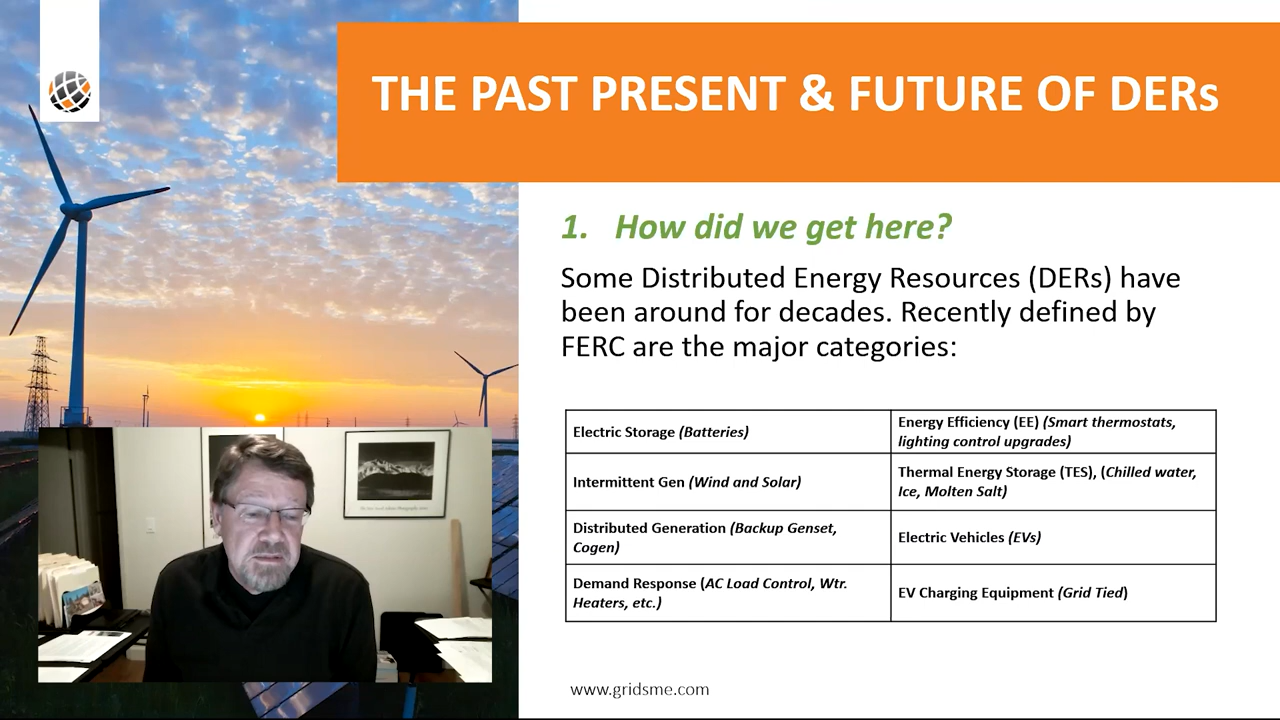 THE PAST PRESENT & FUTURE OF DERs
1. How did we get here?
Some Distributed Energy Resources (DERs) have
been around for decades. Recently defined by
FERC are the major categories:
Electric Storage (Batteries)
Energy Efficiency (EE) (Smart thermostats,
lighting control upgrades)
Intermittent Gen (Wind and Solar)
Thermal Energy Storage (TES), (Chilled water,
Ice, Molten Salt)
Distributed Generation (Backup Genset,
Cogen)
Electric Vehicles (EVs)
Demand Response (AC Load Control, Wtr.
Heaters, etc.)
EV Charging Equipment (Grid Tied)
www.gridsme.com